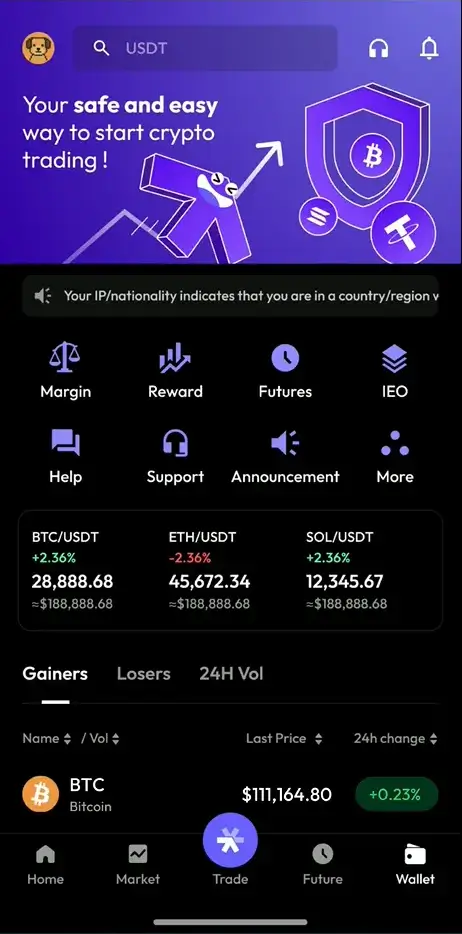 USDT
Your safe and easy
way to start crypto
trading !
Your IP/nationality indicates that you are in a country/region
Margin
Reward
Futures
IEO
Help
Support
Announcement
More
BTC/USDT
ETH/USDT
SOL/USDT
+2.36%
-2.36%
+2.36%
28,888.68
45,672.34
12,345.67
≈$188,888.68
≈$188,888.68
≈$188,888.68
Gainers
Losers
24H Vol
Name / Vol
Last Price
24h change
BTC
Bitcoin
$111,164.80
+0.23%
Home
Market
Trade
Future
Wallet